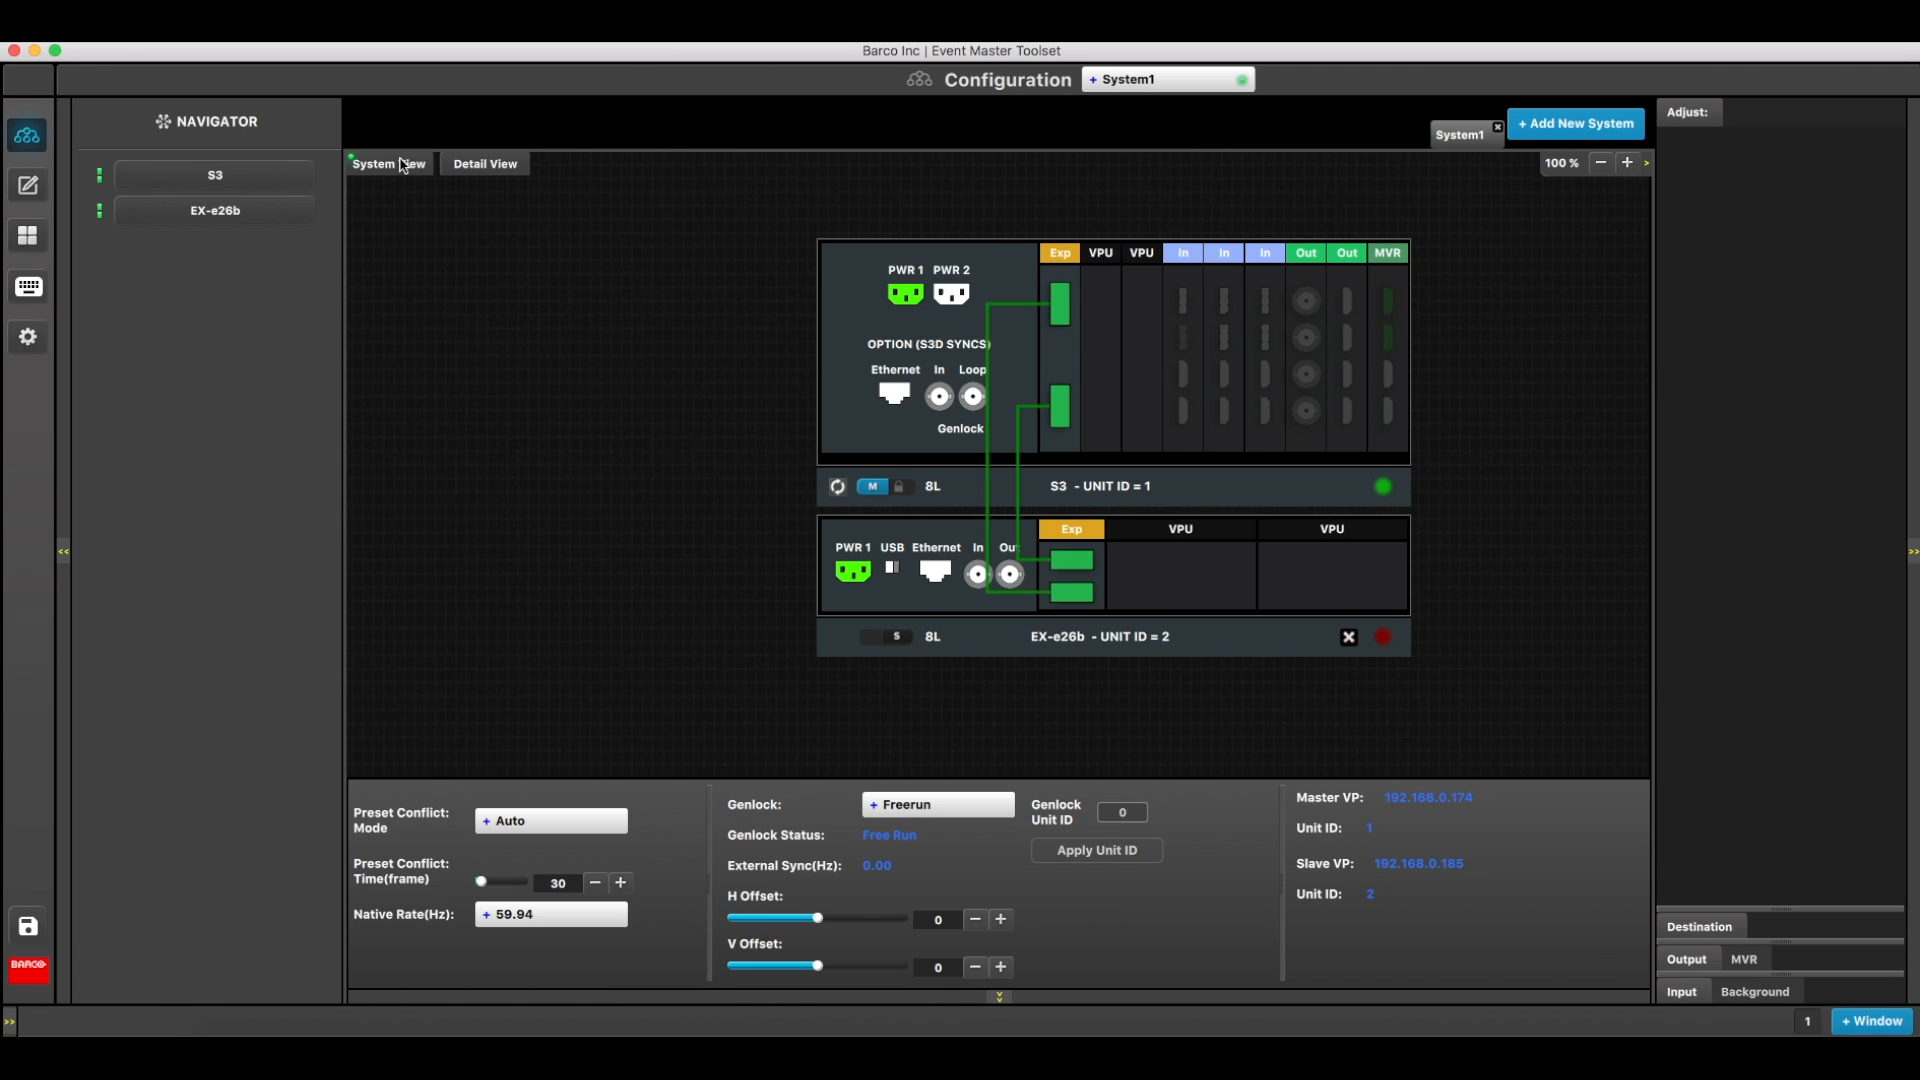 Barco Inc | Event Master Toolset
Configuration
+ System1
NAVIGATOR
S3
EX-e26b
System1
+ Add New System
Adjust:
System View
Detail View
100 %
Exp VPU VPU In In In Out Out MVR
PWR 1 PWR 2
OPTION (S3D SYNCS)
Ethernet In Loop
Genlock
M 8L S3 - UNIT ID = 1
Exp VPU VPU
PWR 1 USB Ethernet In Out
S 8L EX-e26b - UNIT ID = 2
Preset Conflict:
Mode
+ Auto
Preset Conflict:
Time(frame)
30
Native Rate(Hz): + 59.94
Genlock: + Freerun
Genlock Status: Free Run
External Sync(Hz): 0.00
H Offset:
0
V Offset:
0
Genlock
Unit ID
0
Apply Unit ID
Master VP: 192.168.0.174
Unit ID: 1
Slave VP: 192.168.0.185
Unit ID: 2
Destination
Output MVR
Input Background
BARCO
1
+ Window